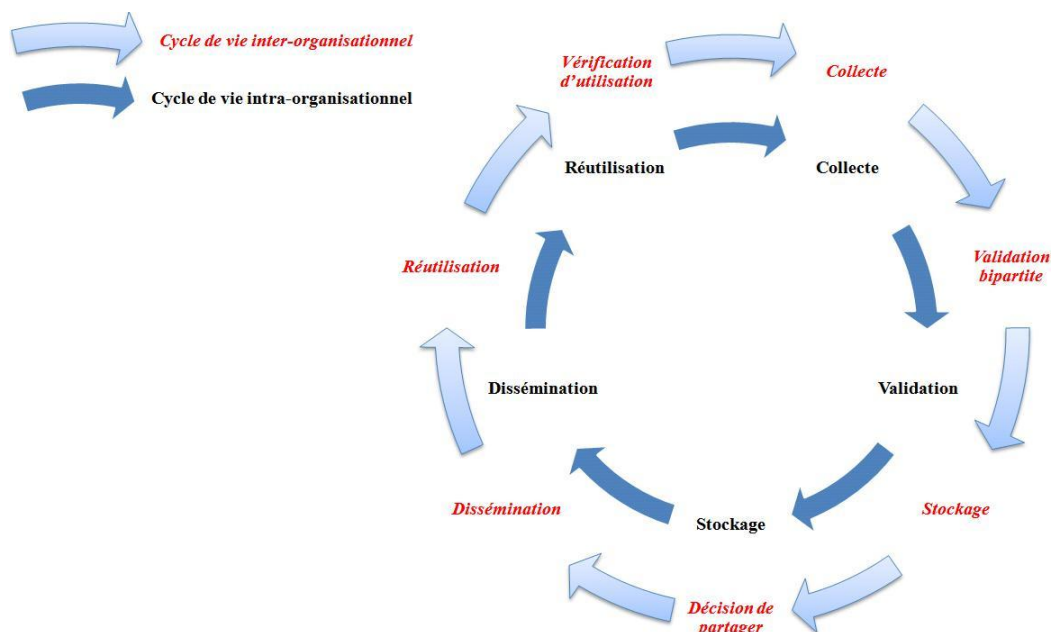 Cycle de vie inter-organisationnel
Cycle de vie intra-organisationnel
Vérification
d'utilisation
Collecte
Réutilisation
Collecte
Réutilisation
Validation
bipartite
Dissémination
Validation
Dissémination
Stockage
Stockage
Décision de
partager